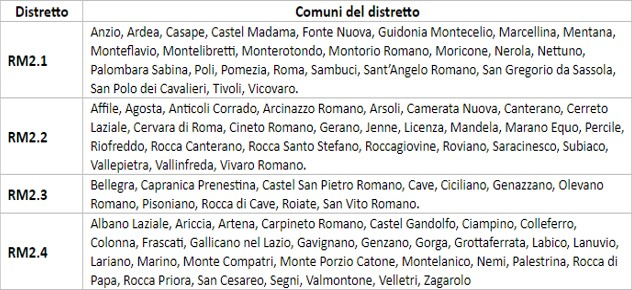 Distretto Comuni del distretto
Anzio, Ardea, Casape, Castel Madama, Fonte Nuova, Guidonia Montecelio, Marcellina, Mentana,
Monteflavio, Montelibretti, Monterotondo, Montorio Romano, Moricone, Nerola, Nettuno,
RM2.1
Palombara Sabina, Poli, Pomezia, Roma, Sambuci, Sant'Angelo Romano, San Gregorio da Sassola,
San Polo dei Cavalieri, Tivoli, Vicovaro.
Affile, Agosta, Anticoli Corrado, Arcinazzo Romano, Arsoli, Camerata Nuova, Canterano, Cerreto
Laziale, Cervara di Roma, Cineto Romano, Gerano, Jenne, Licenza, Mandela, Marano Equo, Percile,
RM2.2
Riofreddo, Rocca Canterano, Rocca Santo Stefano, Roccagiovine, Roviano, Saracinesco, Subiaco,
Vallepietra, Vallinfreda, Vivaro Romano.
RM2.3
Bellegra, Capranica Prenestina, Castel San Pietro Romano, Cave, Ciciliano, Genazzano, Olevano
Romano, Pisoniano, Rocca di Cave, Roiate, San Vito Romano.
Albano Laziale, Ariccia, Artena, Carpineto Romano, Castel Gandolfo, Ciampino, Colleferro,
Colonna, Frascati, Gallicano nel Lazio, Gavignano, Genzano, Gorga, Grottaferrata, Labico, Lanuvio,
RM2.4
Lariano, Marino, Monte Compatri, Monte Porzio Catone, Montelanico, Nemi, Palestrina, Rocca di
Papa, Rocca Priora, San Cesareo, Segni, Valmontone, Velletri, Zagarolo